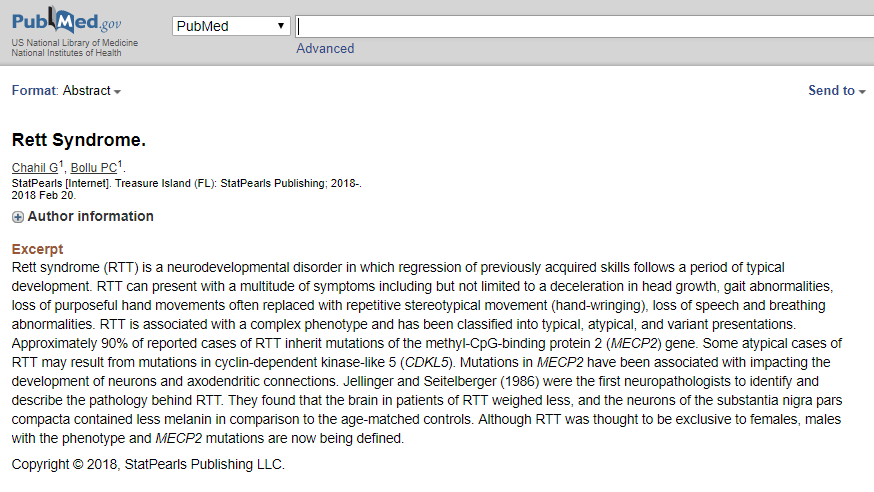 PubMed.gov
US National Library of Medicine
National Institutes of Health
PubMed
Advanced
Format: Abstract
Send to
Rett Syndrome.
Chahil G1, Bollu PC1.
StatPearls [Internet]. Treasure Island (FL): StatPearls Publishing; 2018-.
2018 Feb 20.
Author information
Excerpt
Rett syndrome (RTT) is a neurodevelopmental disorder in which regression of previously acquired skills follows a period of typical
development. RTT can present with a multitude of symptoms including but not limited to a deceleration in head growth, gait abnormalities,
loss of purposeful hand movements often replaced with repetitive stereotypical movement (hand-wringing), loss of speech and breathing
abnormalities. RTT is associated with a complex phenotype and has been classified into typical, atypical, and variant presentations.
Approximately 90% of reported cases of RTT inherit mutations of the methyl-CpG-binding protein 2 (MECP2) gene. Some atypical cases of
RTT may result from mutations in cyclin-dependent kinase-like 5 (CDKL5). Mutations in MECP2 have been associated with impacting the
development of neurons and axodendritic connections. Jellinger and Seitelberger (1986) were the first neuropathologists to identify and
describe the pathology behind RTT. They found that the brain in patients of RTT weighed less, and the neurons of the substantia nigra pars
compacta contained less melanin in comparison to the age-matched controls. Although RTT was thought to be exclusive to females, males
with the phenotype and MECP2 mutations are now being defined.
Copyright © 2018, StatPearls Publishing LLC.